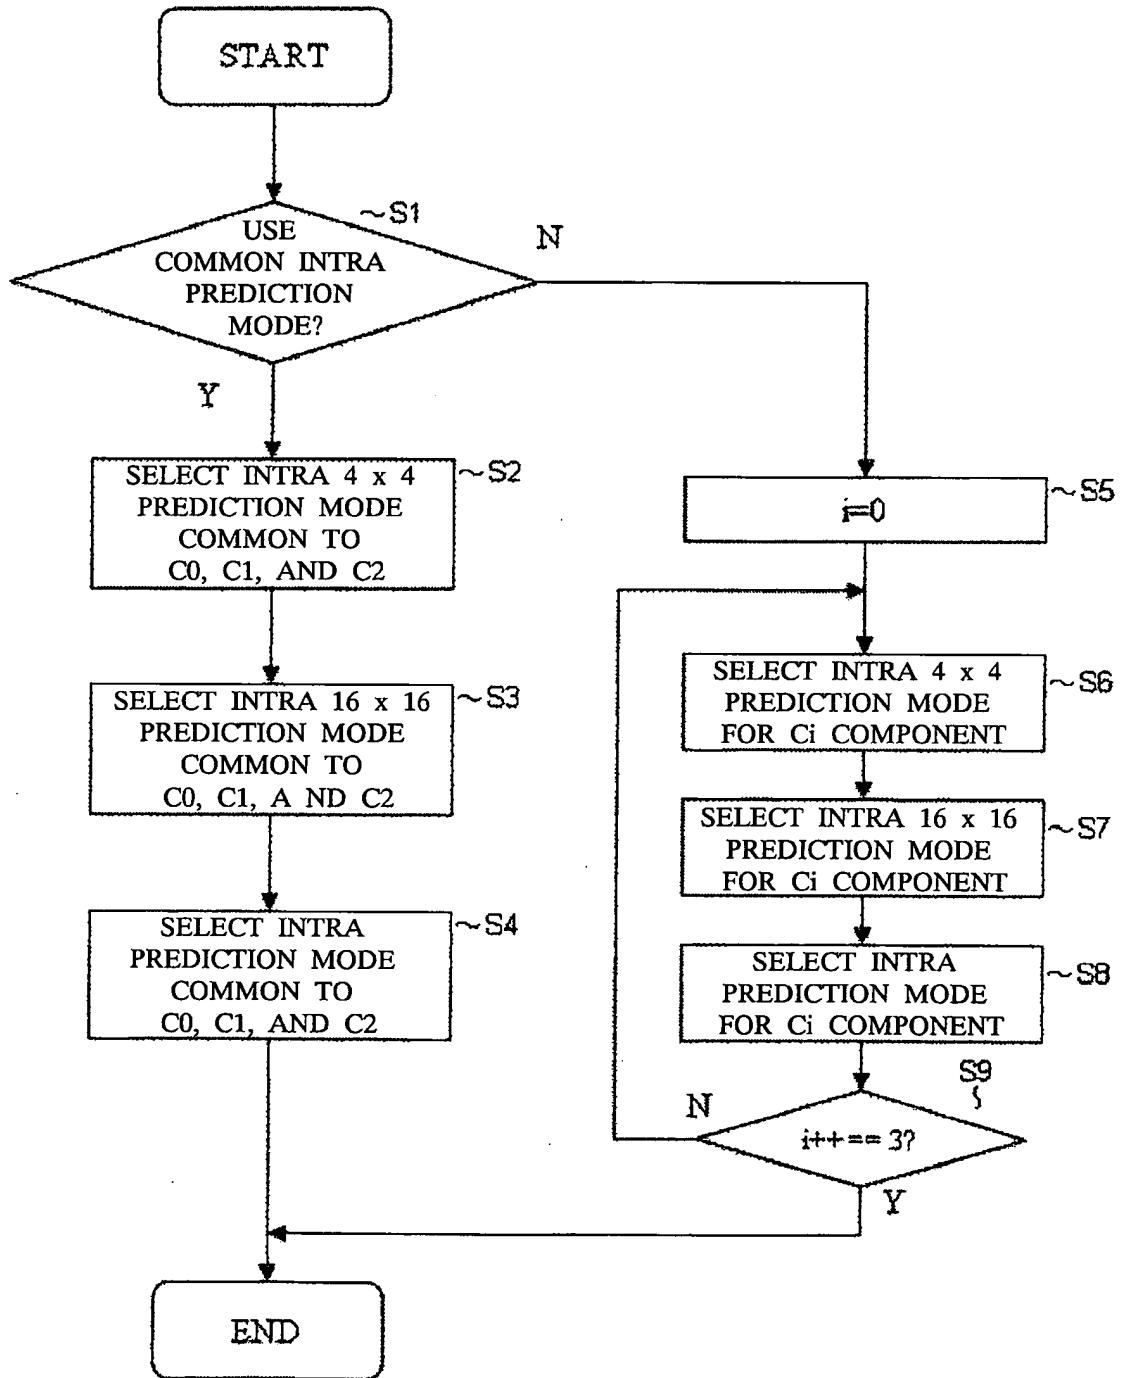 START
~S1
USE
COMMON INTRA
PREDICTION
MODE?
N
Y
SELECT INTRA 4 x 4
PREDICTION MODE
COMMON TO
C0, C1, AND C2
~S2
SELECT INTRA 16 x 16
PREDICTION MODE
COMMON TO
C0, C1, A ND C2
~S3
SELECT INTRA
PREDICTION MODE
COMMON TO
C0, C1, AND C2
~S4
i=0
~S5
SELECT INTRA 4 x 4
PREDICTION MODE
FOR Ci COMPONENT
~S6
SELECT INTRA 16 x 16
PREDICTION MODE
FOR Ci COMPONENT
~S7
SELECT INTRA
PREDICTION MODE
FOR Ci COMPONENT
~S8
S9
N
i++== 3?
Y
END